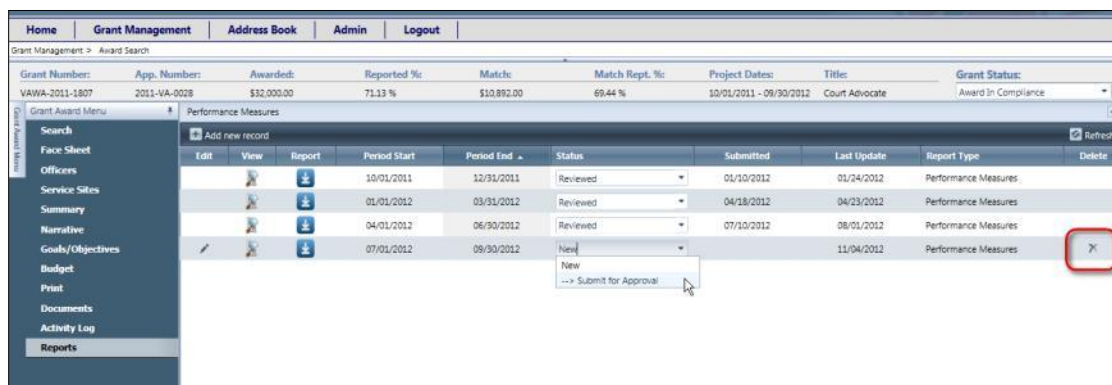 Home Grant Management Address Book Admin Logout
Grant Management > Award Search
Grant Number: App. Number: Awarded: Reported %: Match: Match Rept. %: Project Dates: Title: Grant Status:
VAWA-2011-1807 2011-VA-0028 $32,000.00 71.13 % $10,892.00 69.44 % 10/01/2011 - 09/30/2012 Court Advocate Award In Compliance
Grant Award Menu
Grant Award Menu Performance Measures
Search
Add new record Refresh
Face Sheet
Edit View Report Period Start Period End Status Submitted Last Update Report Type Delete
Officers
10/01/2011 12/31/2011 Reviewed 01/10/2012 01/24/2012 Performance Measures
Service Sites
Summary
01/01/2012 03/31/2012 Reviewed 04/18/2012 04/23/2012 Performance Measures
Narrative
04/01/2012 06/30/2012 Reviewed 07/10/2012 08/01/2012 Performance Measures
Goals/Objectives
07/01/2012 09/30/2012 New 11/04/2012 Performance Measures
Budget
New
Print
--> Submit for Approval
Documents
Activity Log
Reports